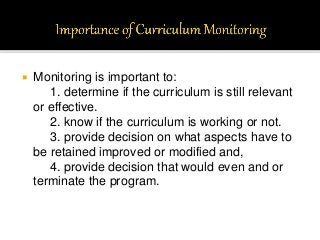 Importance of Curriculum Monitoring
Monitoring is important to:
1. determine if the curriculum is still relevant
or effective.
2. know if the curriculum is working or not.
3. provide decision on what aspects have to
be retained improved or modified and,
4. provide decision that would even and or
terminate the program.